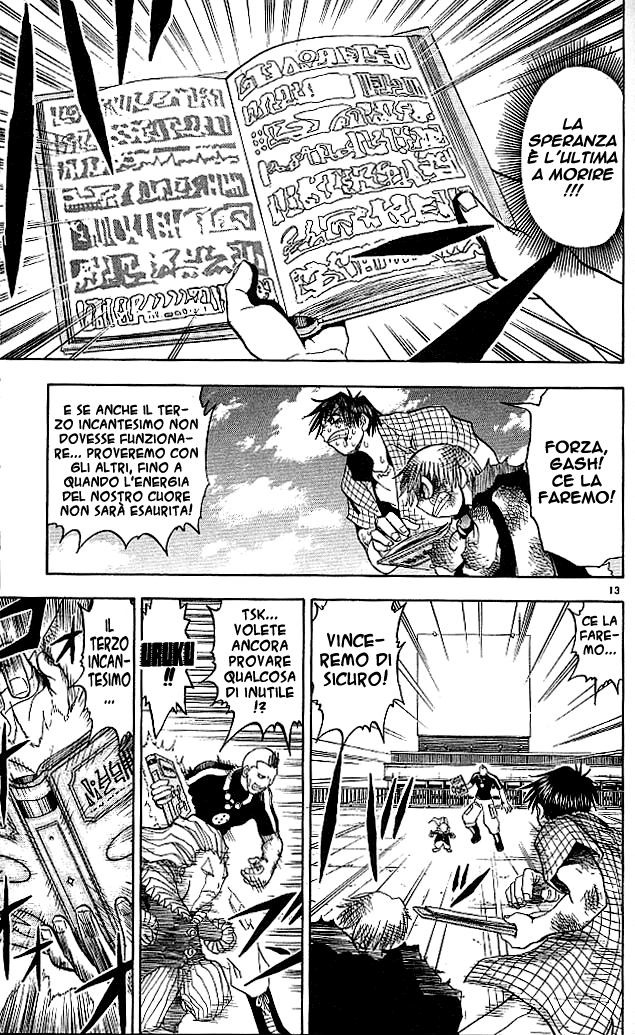 LA
SPERANZA
È L'ULTIMA
A MORIRE
!!!
FORZA,
GASH!
CE LA
FAREMO!
E SE ANCHE IL TER-
ZO INCANTESIMO NON
DOVESSE FUNZIONA-
RE... PROVEREMO CON
GLI ALTRI, FINO A
QUANDO L'ENERGIA
DEL NOSTRO CUORE
NON SARÀ ESAURITA!
13
CE LA
FARE-
MO...
VINCE-
REMO DI
SICURO!
TSK...
VOLETE
ANCORA
PROVARE
QUALCOSA
DI INUTILE
!?
URUKU
!!
IL
TERZO
INCAN-
TESIMO
...